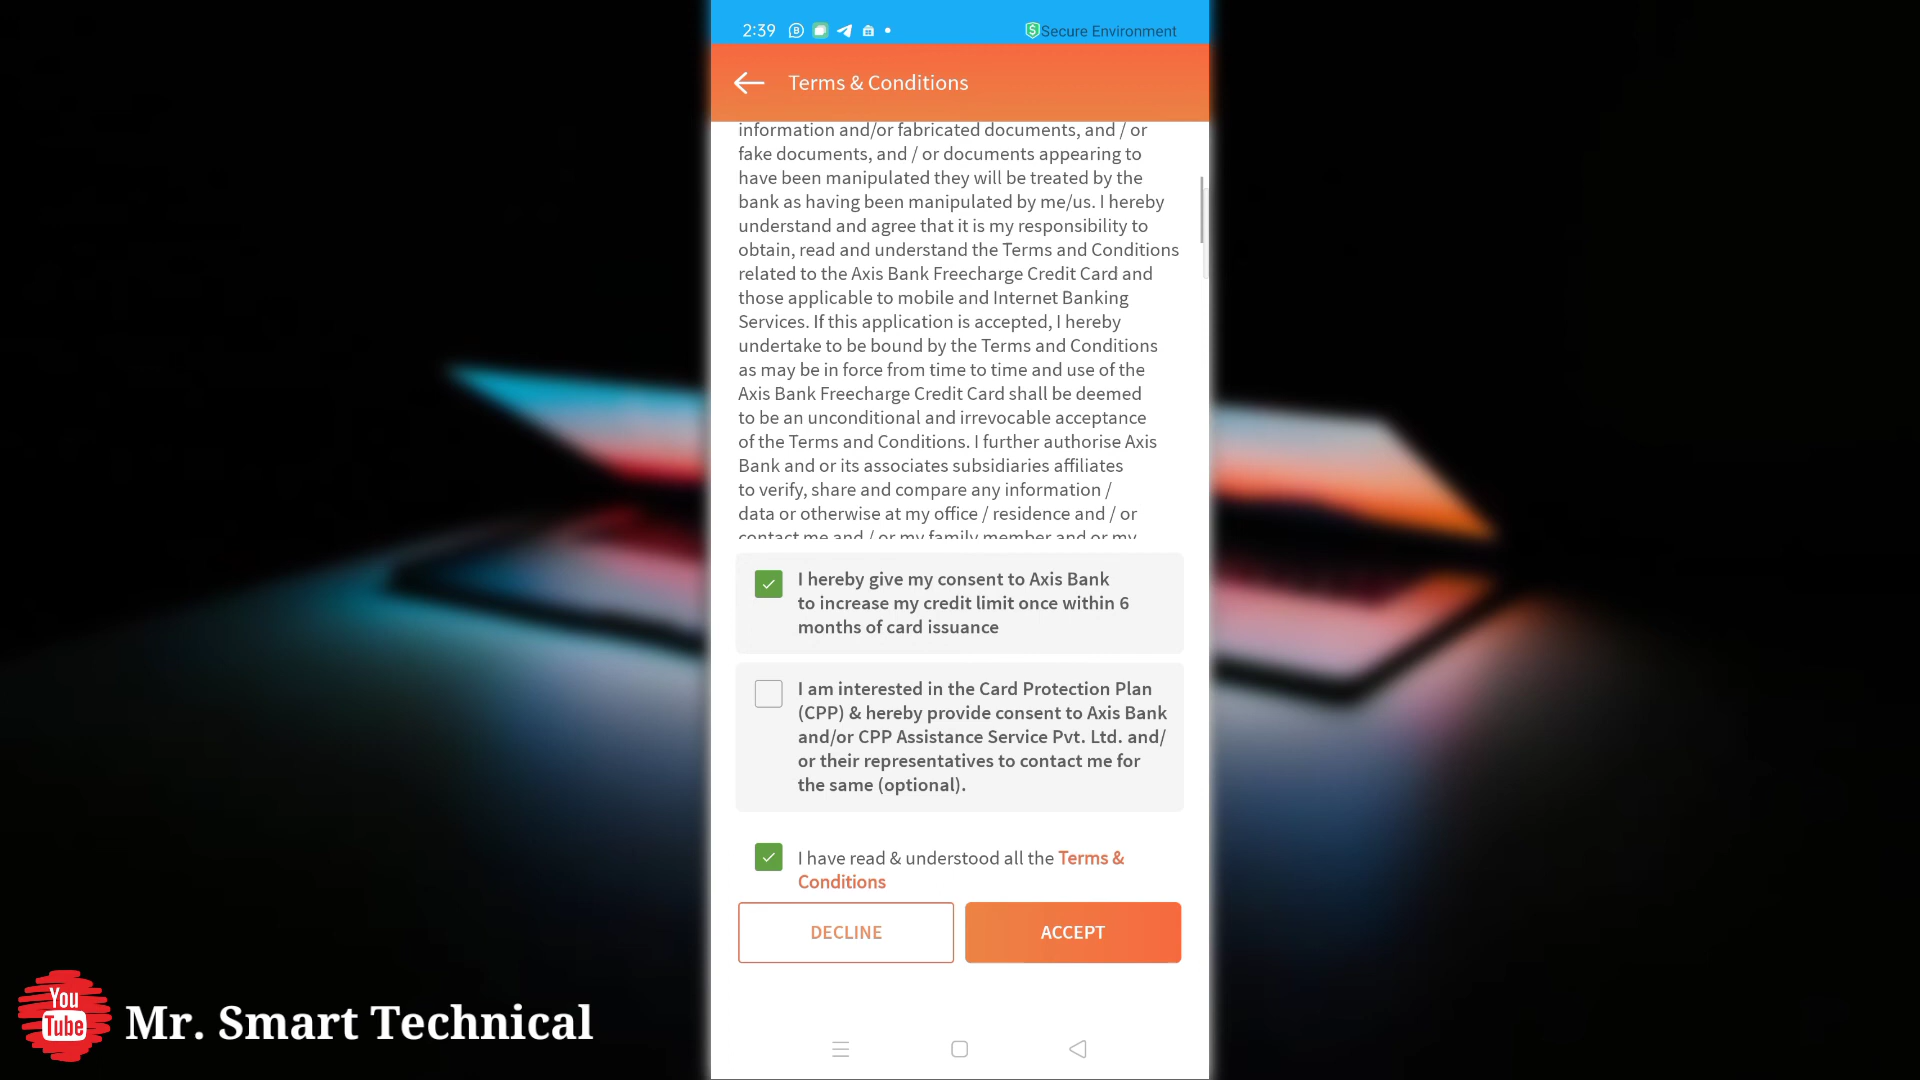 2:39
Secure Environment
Terms & Conditions
information and/or fabricated documents, and / or
fake documents, and / or documents appearing to
have been manipulated they will be treated by the
bank as having been manipulated by me/us. I hereby
understand and agree that it is my responsibility to
obtain, read and understand the Terms and Conditions
related to the Axis Bank Freecharge Credit Card and
those applicable to mobile and Internet Banking
Services. If this application is accepted, I hereby
undertake to be bound by the Terms and Conditions
as may be in force from time to time and use of the
Axis Bank Freecharge Credit Card shall be deemed
to be an unconditional and irrevocable acceptance
of the Terms and Conditions. I further authorise Axis
Bank and or its associates subsidiaries affiliates
to verify, share and compare any information /
data or otherwise at my office / residence and / or
contact me and / or my family member and or my
I hereby give my consent to Axis Bank
to increase my credit limit once within 6
months of card issuance
I am interested in the Card Protection Plan
(CPP) & hereby provide consent to Axis Bank
and/or CPP Assistance Service Pvt. Ltd. and/
or their representatives to contact me for
the same (optional).
I have read & understood all the Terms &
Conditions
DECLINE
ACCEPT
You
Tube
Mr. Smart Technical